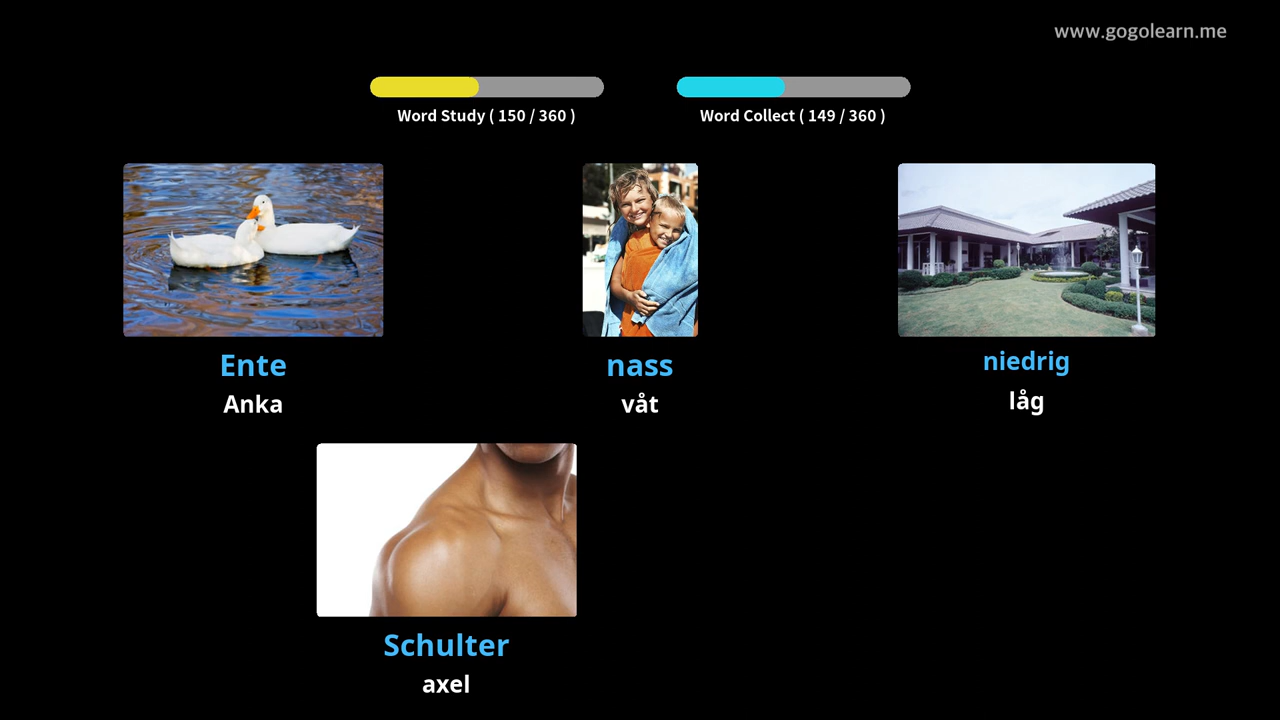 www.gogolearn.me
Word Study ( 150 / 360 )
Word Collect ( 149 / 360 )
Ente
Anka
nass
våt
niedrig
låg
Schulter
axel